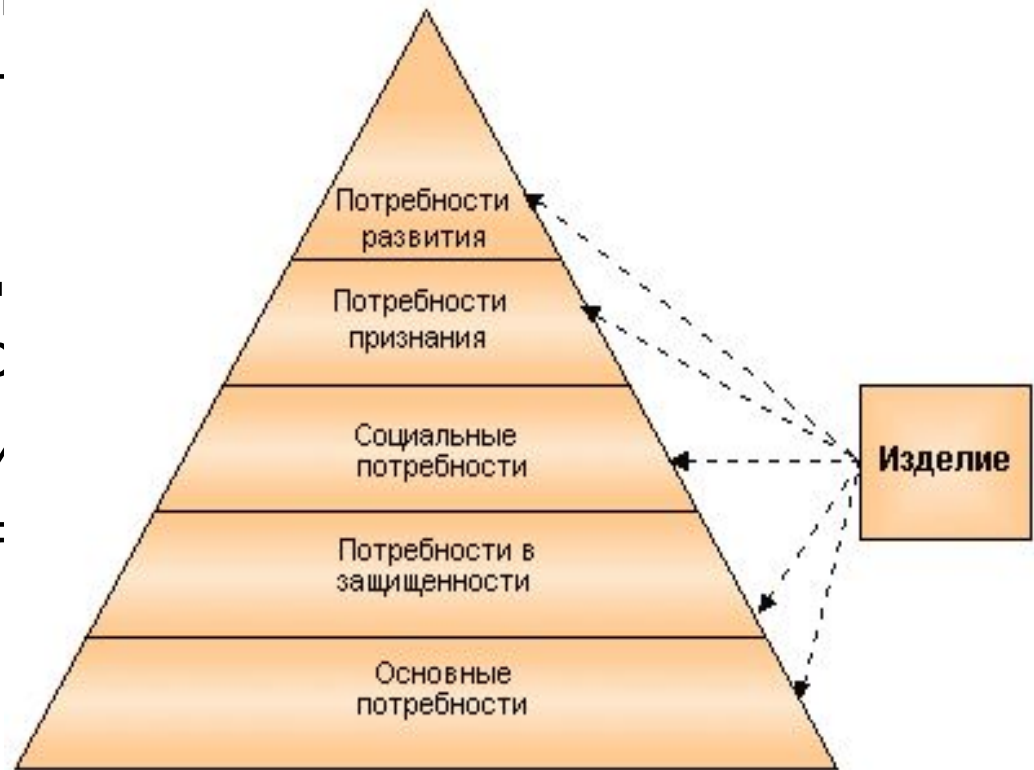 Потребности
развития
Потребности
признания
Социальные
потребности
Изделие
Потребности в
защищенности
Основные
потребности